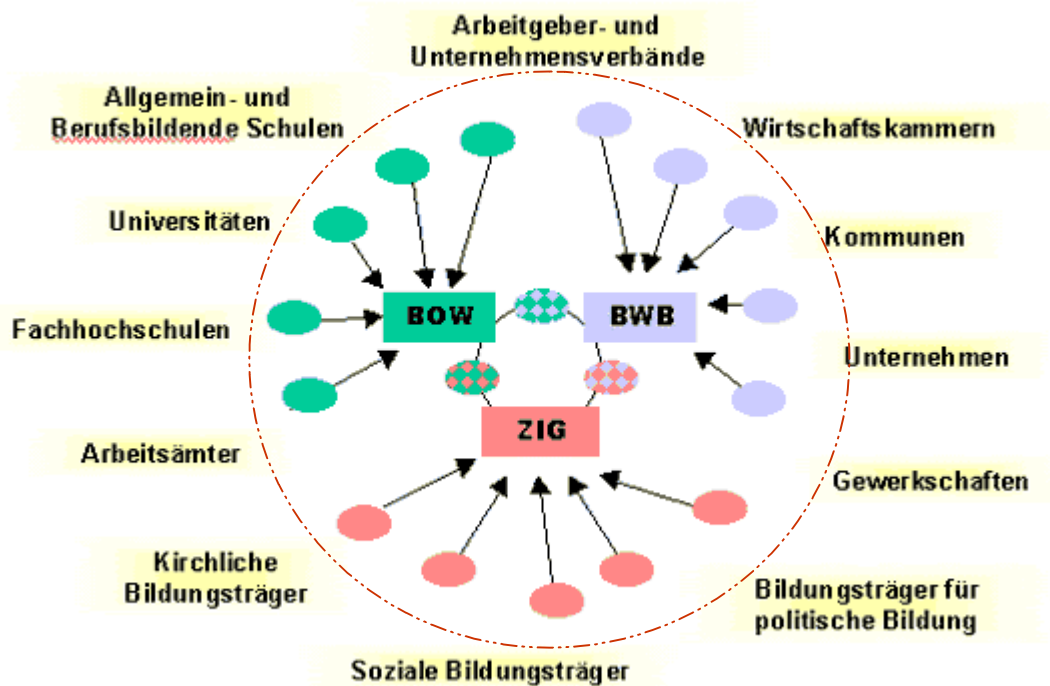 Arbeitgeber- und
Unternehmensverbände
Allgemein- und
Berufsbildende Schulen
Wirtschaftskammern
Universitäten
Kommunen
BOW
BWB
Fachhochschulen
Unternehmen
ZIG
Arbeitsämter
Gewerkschaften
Kirchliche
Bildungsträger
Bildungsträger für
politische Bildung
Soziale Bildungsträger